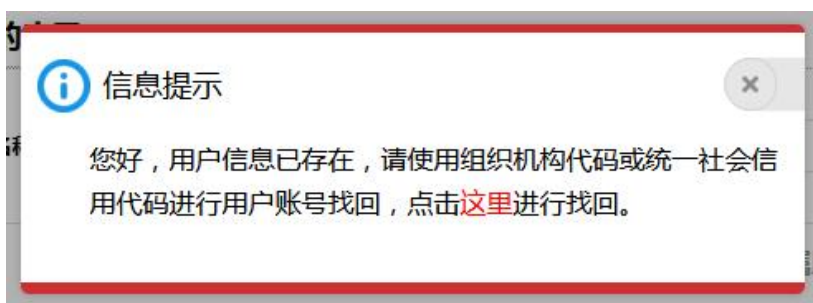 信息提示
您好，用户信息已存在，请使用组织机构代码或统一社会信
用代码进行用户账号找回，点击这里进行找回。